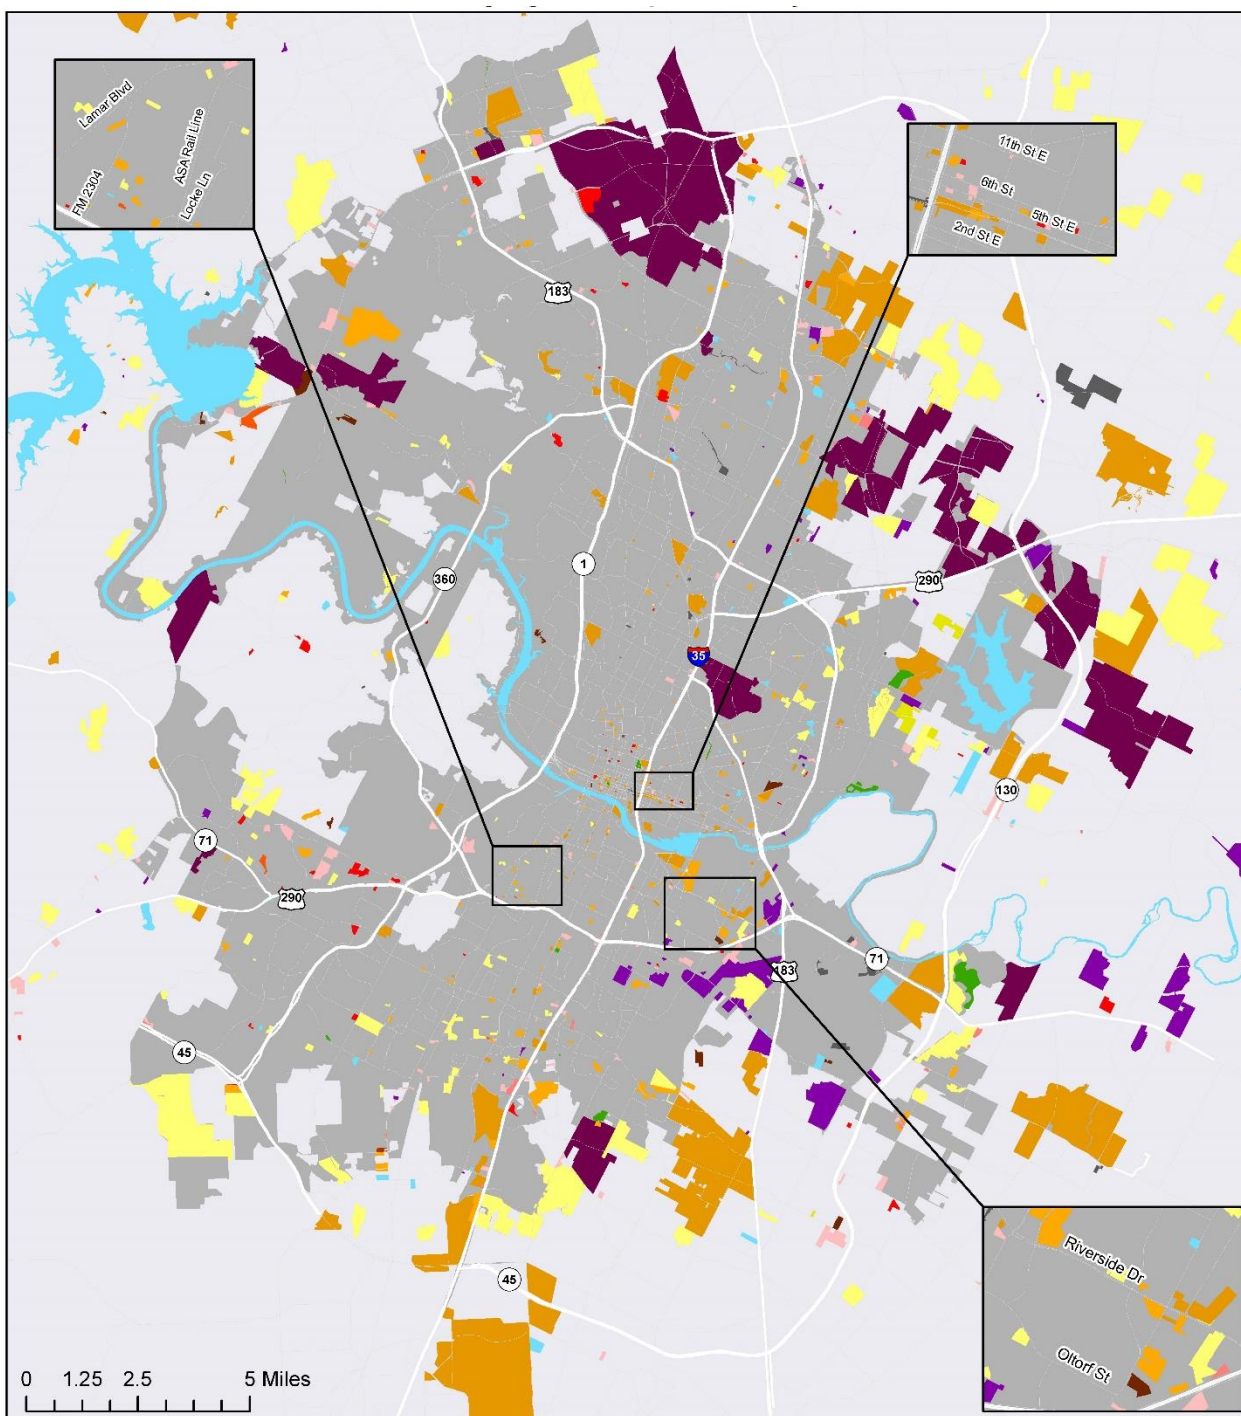 Lamar Blvd
ASA Rail Line
FM 2304
Locke Ln
11th St E
6th St
5th St E
2nd St E
183
360
1
290
35
130
71
290
71
183
45
45
Riverside Dr
Oltorf St
0 1.25 2.5 5 Miles